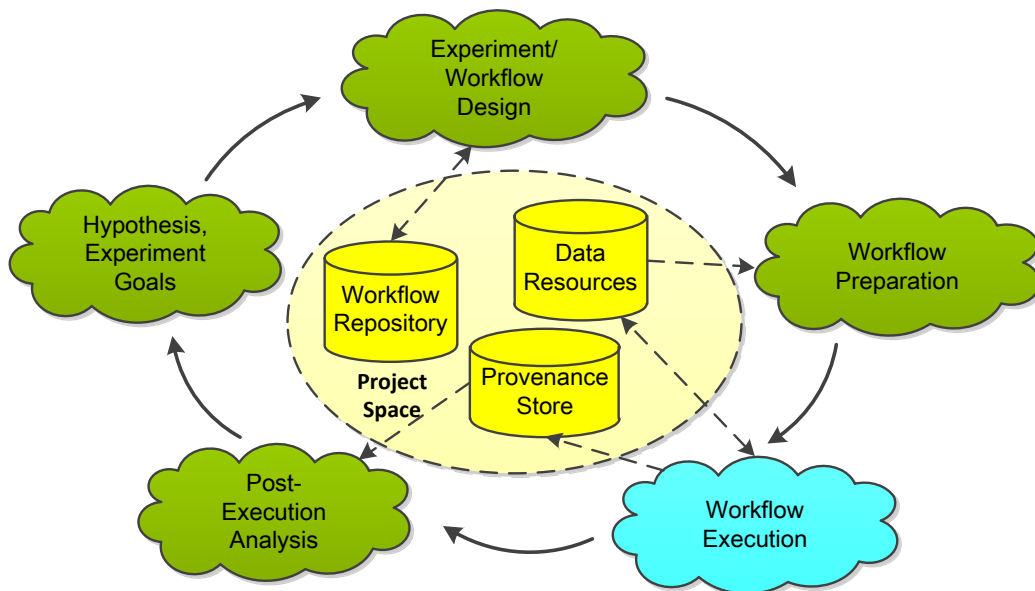 Experiment/
Workflow
Design
Hypothesis,
Experiment
Goals
Data
Resources
Workflow
Preparation
Workflow
Repository
Project
Space
Provenance
Store
Post-
Execution
Analysis
Workflow
Execution